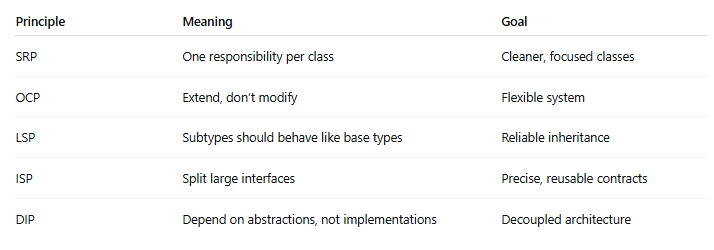 Principle Meaning Goal
SRP One responsibility per class Cleaner, focused classes
OCP Extend, don't modify Flexible system
LSP Subtypes should behave like base types Reliable inheritance
ISP Split large interfaces Precise, reusable contracts
DIP Depend on abstractions, not implementations Decoupled architecture